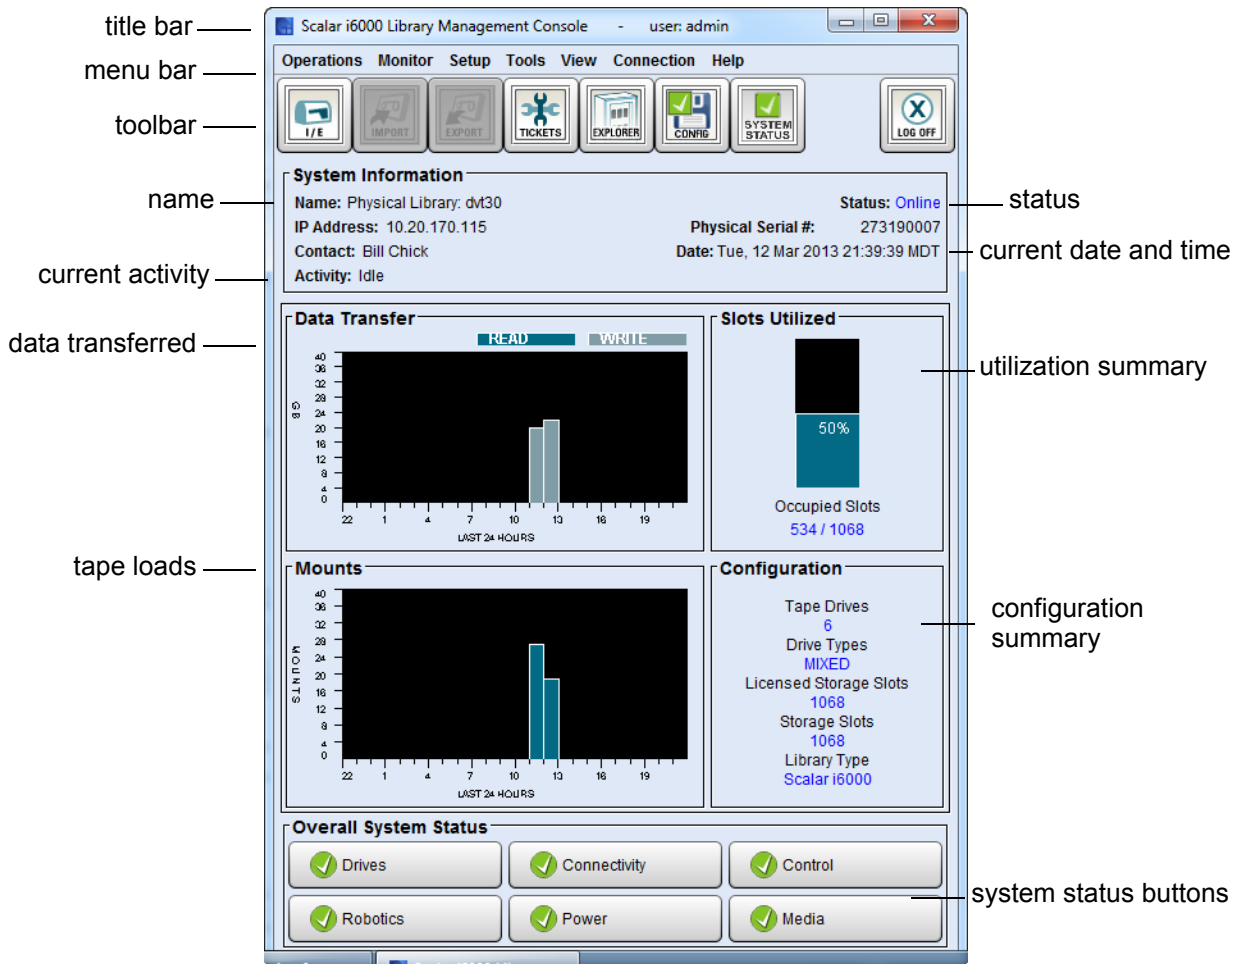 title bar
Scalar i6000 Library Management Console - user: admin
menu bar
Operations Monitor Setup Tools View Connection Help
toolbar
I/E
IMPORT
EXPORT
TICKETS
EXPLORER
CONFIG
SYSTEM STATUS
LOG OFF
System Information
name
Name: Physical Library: dvt30
Status: Online
status
IP Address: 10.20.170.115
Physical Serial #: 273190007
Contact: Bill Chick
Date: Tue, 12 Mar 2013 21:39:39 MDT
current date and time
current activity
Activity: Idle
data transferred
Data Transfer
READ WRITE
GB
40
36
32
28
24
20
16
12
8
4
0
22 1 4 7 10 13 16 19
LAST 24 HOURS
Slots Utilized
50%
utilization summary
Occupied Slots
534 / 1068
tape loads
Mounts
MOUNTS
40
36
32
28
24
20
16
12
8
4
0
22 1 4 7 10 13 16 19
LAST 24 HOURS
Configuration
Tape Drives
6
Drive Types
MIXED
Licensed Storage Slots
1068
Storage Slots
1068
Library Type
Scalar i6000
configuration
summary
Overall System Status
Drives
Connectivity
Control
Robotics
Power
Media
system status buttons